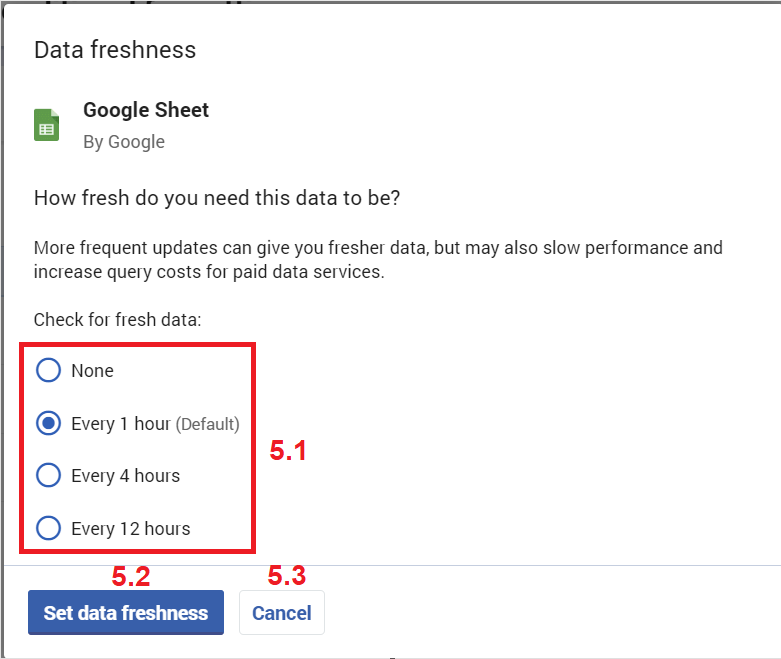 Data freshness
Google Sheet
By Google
How fresh do you need this data to be?
More frequent updates can give you fresher data, but may also slow performance and
increase query costs for paid data services.
Check for fresh data:
None
Every 1 hour (Default)
5.1
Every 4 hours
Every 12 hours
5.2 5.3
Set data freshness Cancel